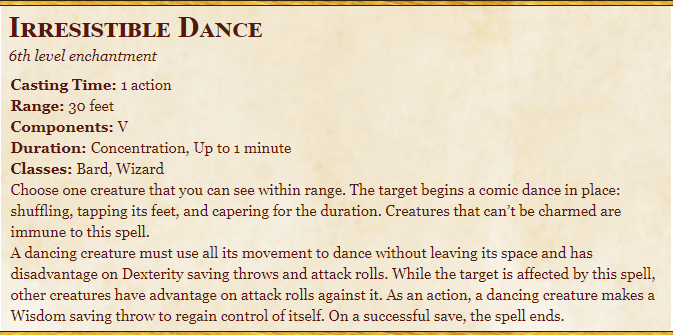 Irresistible Dance
6th level enchantment
Casting Time: 1 action
Range: 30 feet
Components: V
Duration: Concentration, Up to 1 minute
Classes: Bard, Wizard
Choose one creature that you can see within range. The target begins a comic dance in place:
shuffling, tapping its feet, and capering for the duration. Creatures that can’t be charmed are
immune to this spell.
A dancing creature must use all its movement to dance without leaving its space and has
disadvantage on Dexterity saving throws and attack rolls. While the target is affected by this spell,
other creatures have advantage on attack rolls against it. As an action, a dancing creature makes a
Wisdom saving throw to regain control of itself. On a successful save, the spell ends.